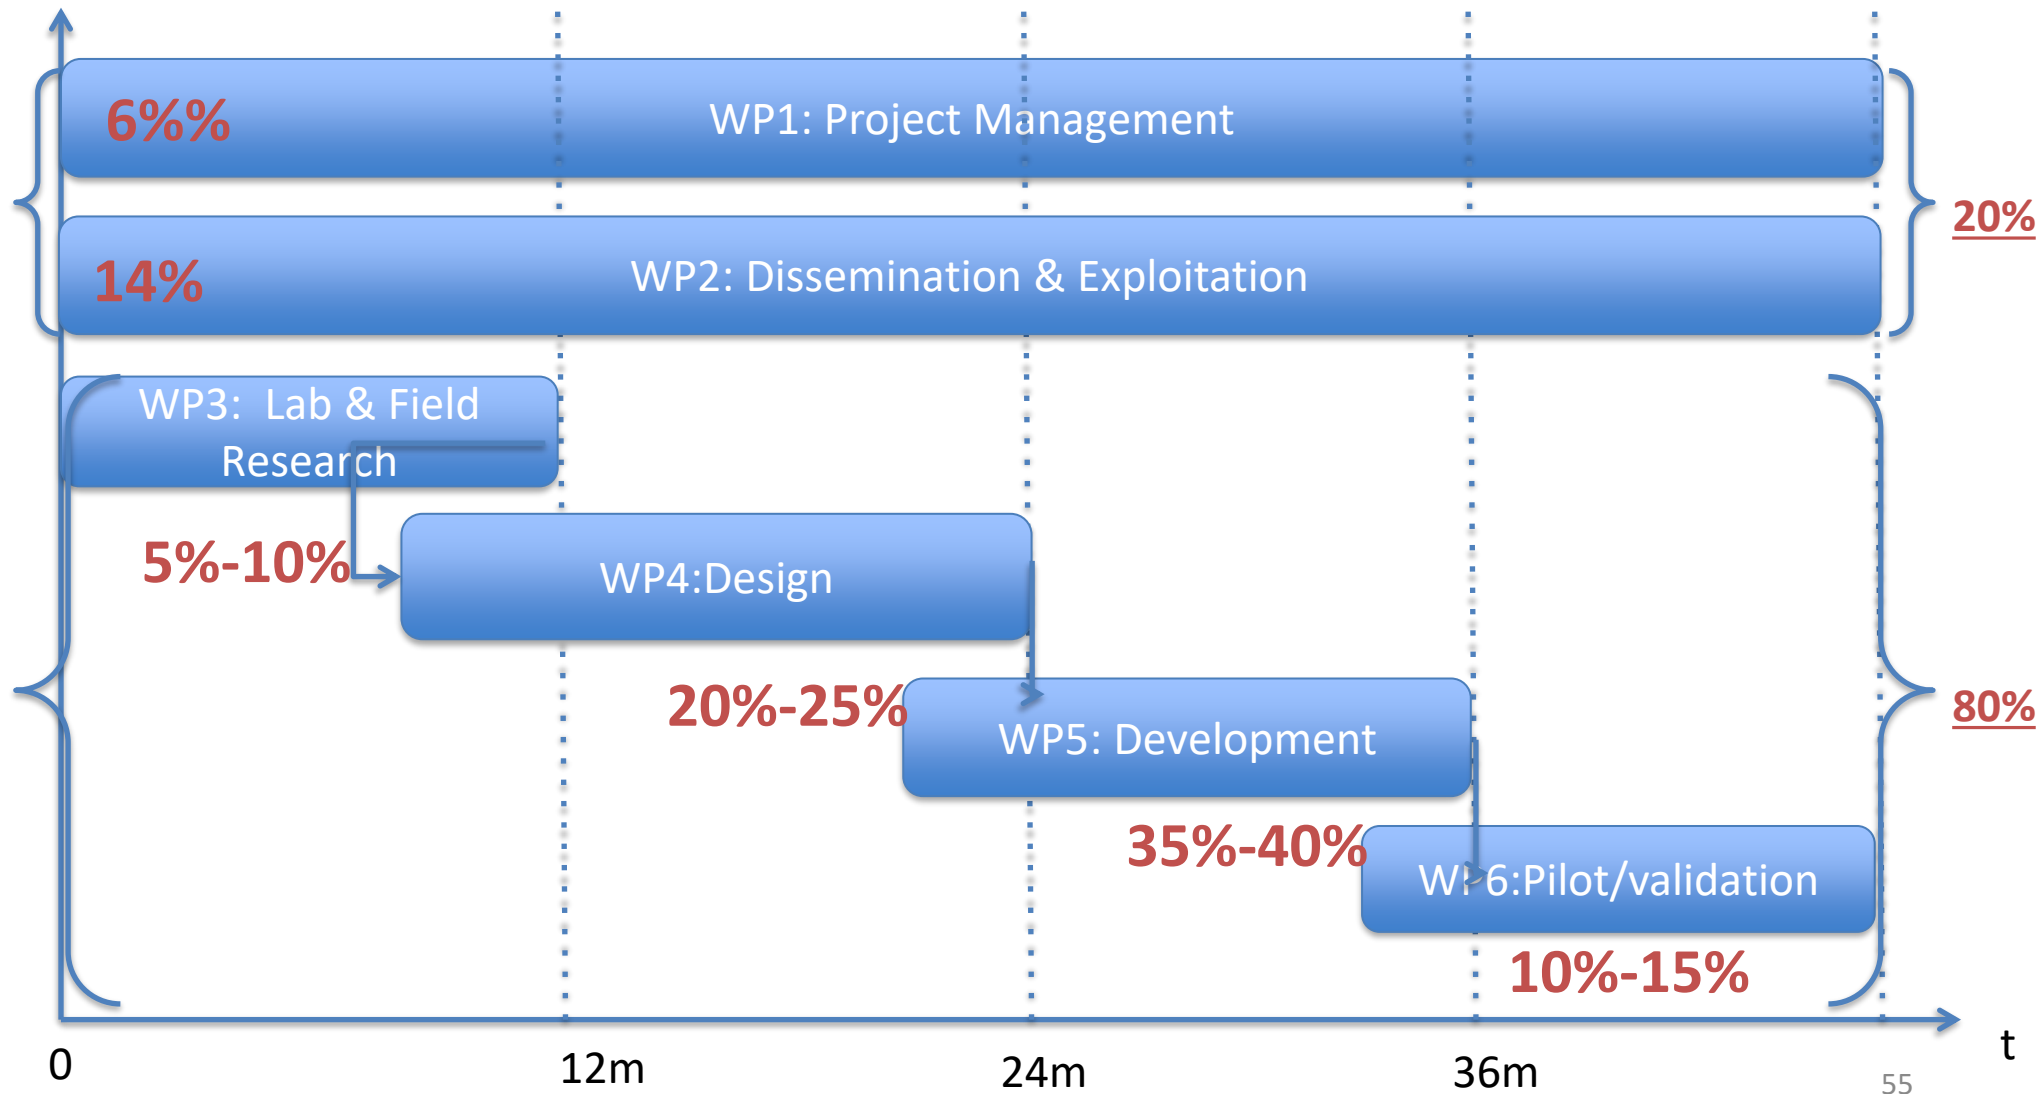 6%%
WP1: Project Management
20%
14%
WP2: Dissemination & Exploitation
WP3:  Lab & Field
Research
5%-10%
WP4:Design
20%-25%
WP5: Development
80%
35%-40%
WP6:Pilot/validation
10%-15%
0
12m
24m
36m
t
55